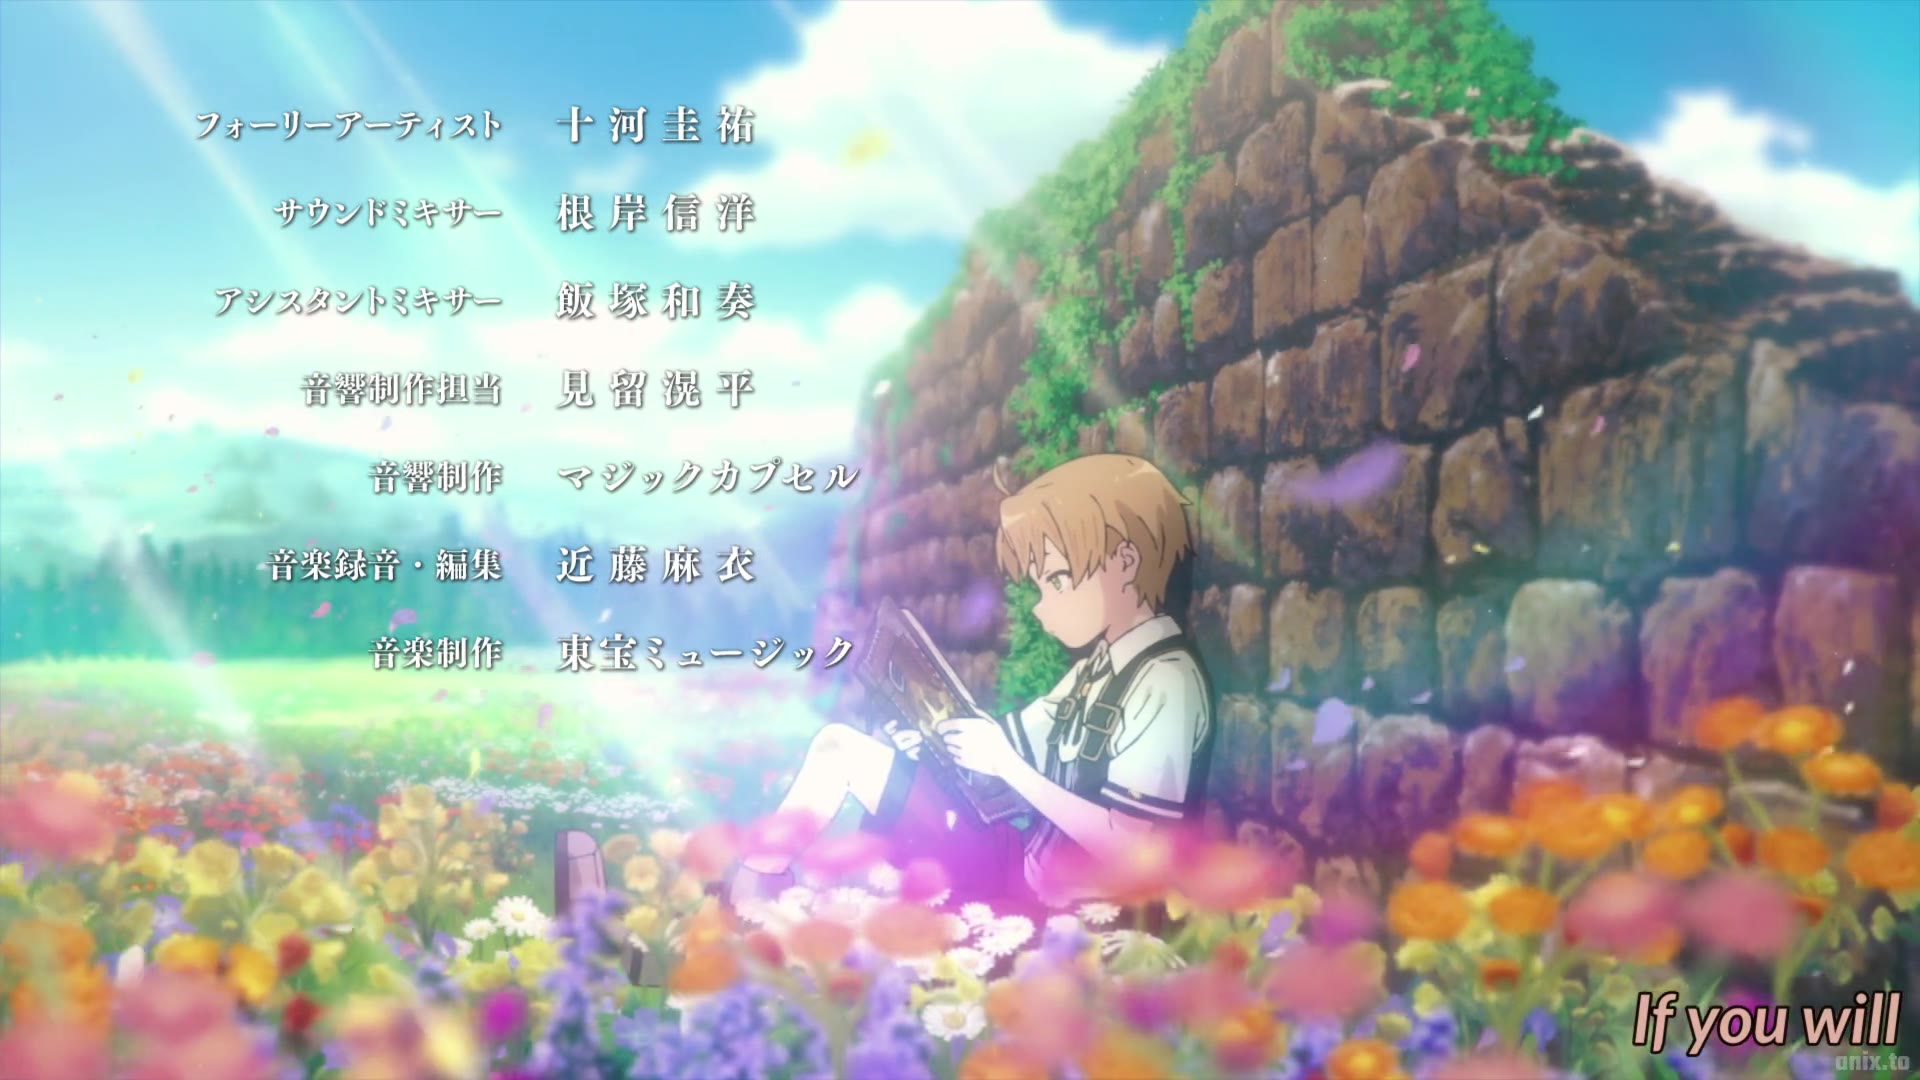 フォーリーアーティスト 十河圭祐
サウンドミキサー 根岸信洋
アシスタントミキサー 飯塚和奏
音響制作担当 見留滉平
音響制作 マジックカプセル
音楽録音・編集 近藤麻衣
音楽制作 東宝ミュージック
If you will
anix.to